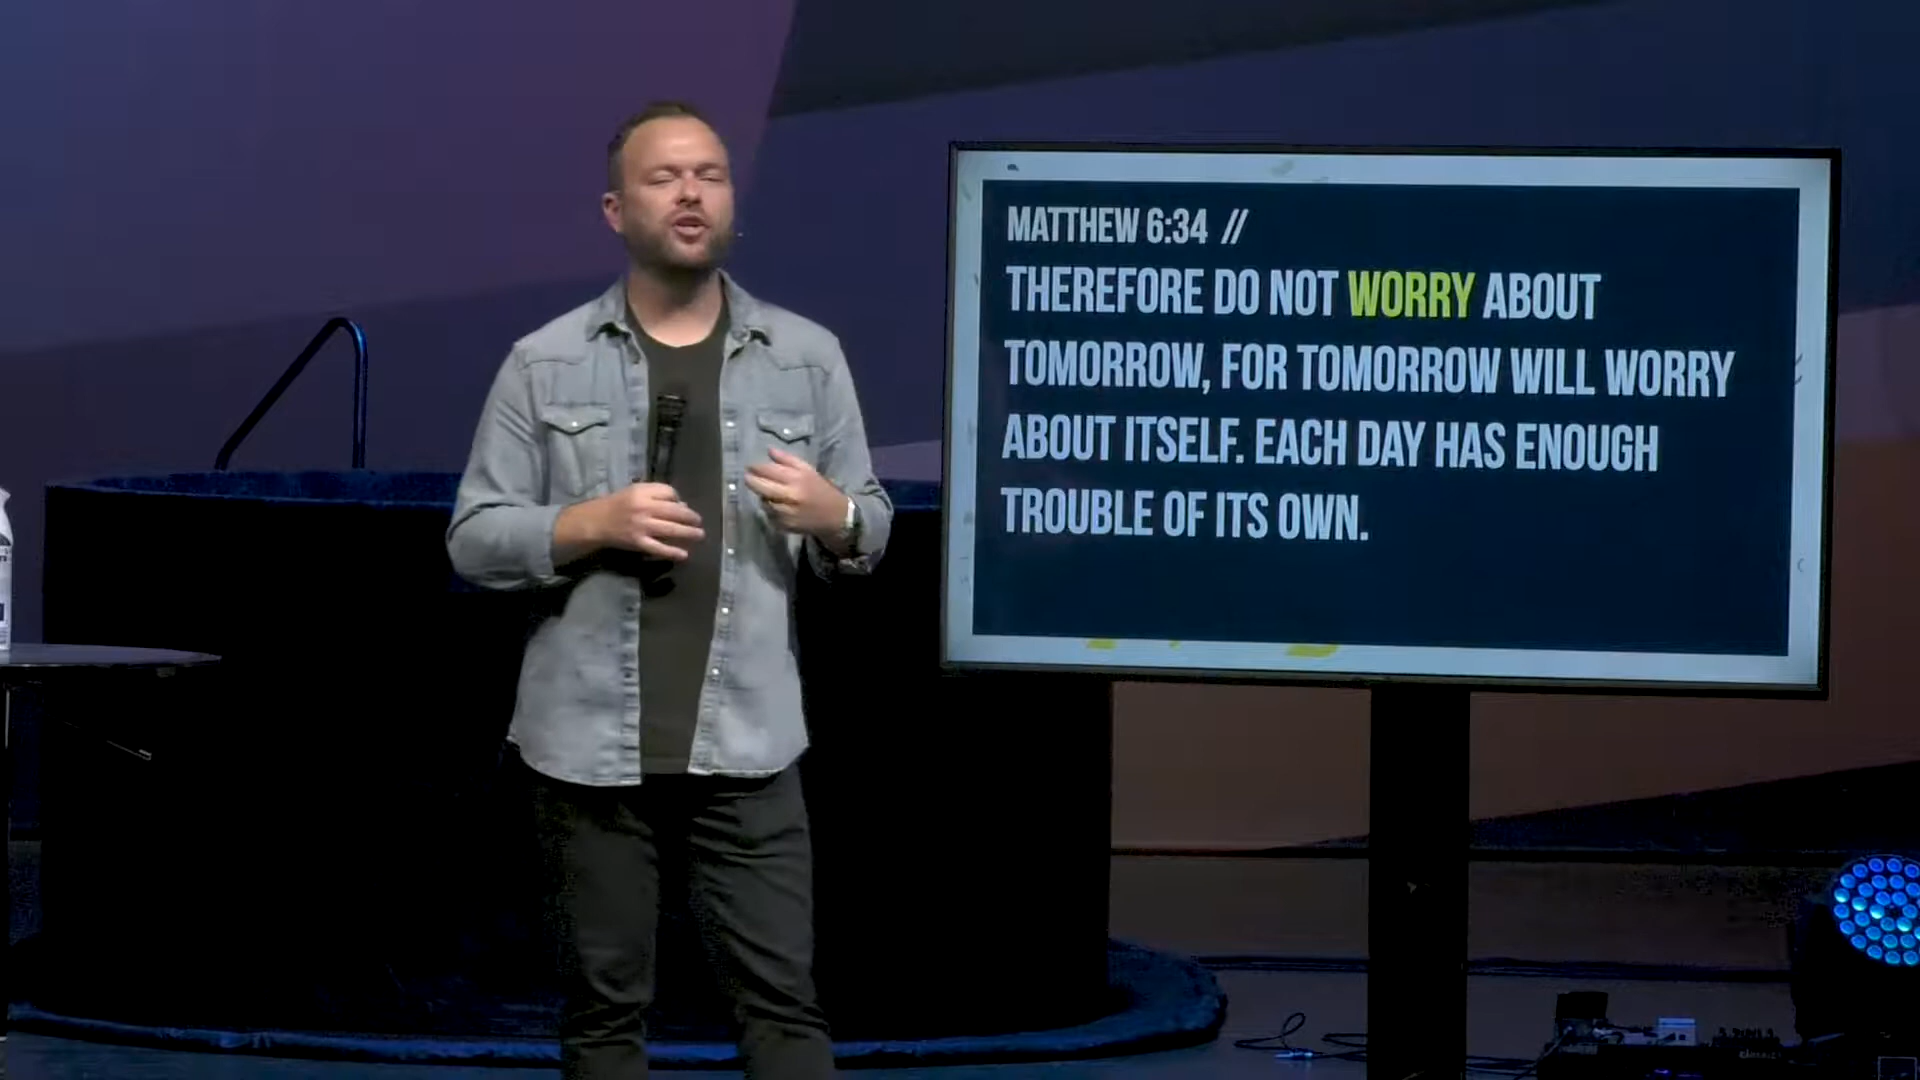 MATTHEW 6:34 //
THEREFORE DO NOT WORRY ABOUT
TOMORROW, FOR TOMORROW WILL WORRY
ABOUT ITSELF. EACH DAY HAS ENOUGH
TROUBLE OF ITS OWN.